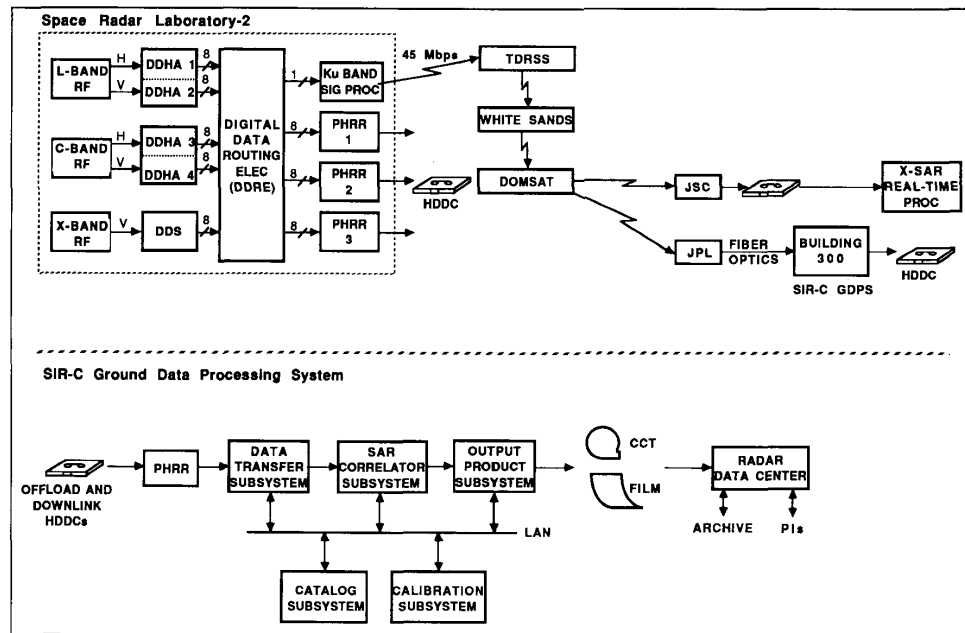 Space Radar Laboratory-2
L-BAND
RF
H
V
DDHA 1
DDHA 2
8
8
C-BAND
RF
H
V
DDHA 3
DDHA 4
8
8
X-BAND
RF
V
DDS
8
DIGITAL
DATA
ROUTING
ELEC
(DDRE)
1
Ku BAND
SIG PROC
8
PHRR
1
8
PHRR
2
8
PHRR
3
HDDC
45 Mbps
TDRSS
WHITE SANDS
DOMSAT
JSC
X-SAR
REAL-TIME
PROC
JPL
FIBER
OPTICS
BUILDING
300
SIR-C GDPS
HDDC
SIR-C Ground Data Processing System
OFFLOAD AND
DOWNLINK
HDDCs
PHRR
DATA
TRANSFER
SUBSYSTEM
SAR
CORRELATOR
SUBSYSTEM
OUTPUT
PRODUCT
SUBSYSTEM
CCT
FILM
RADAR
DATA CENTER
ARCHIVE
PIs
LAN
CATALOG
SUBSYSTEM
CALIBRATION
SUBSYSTEM